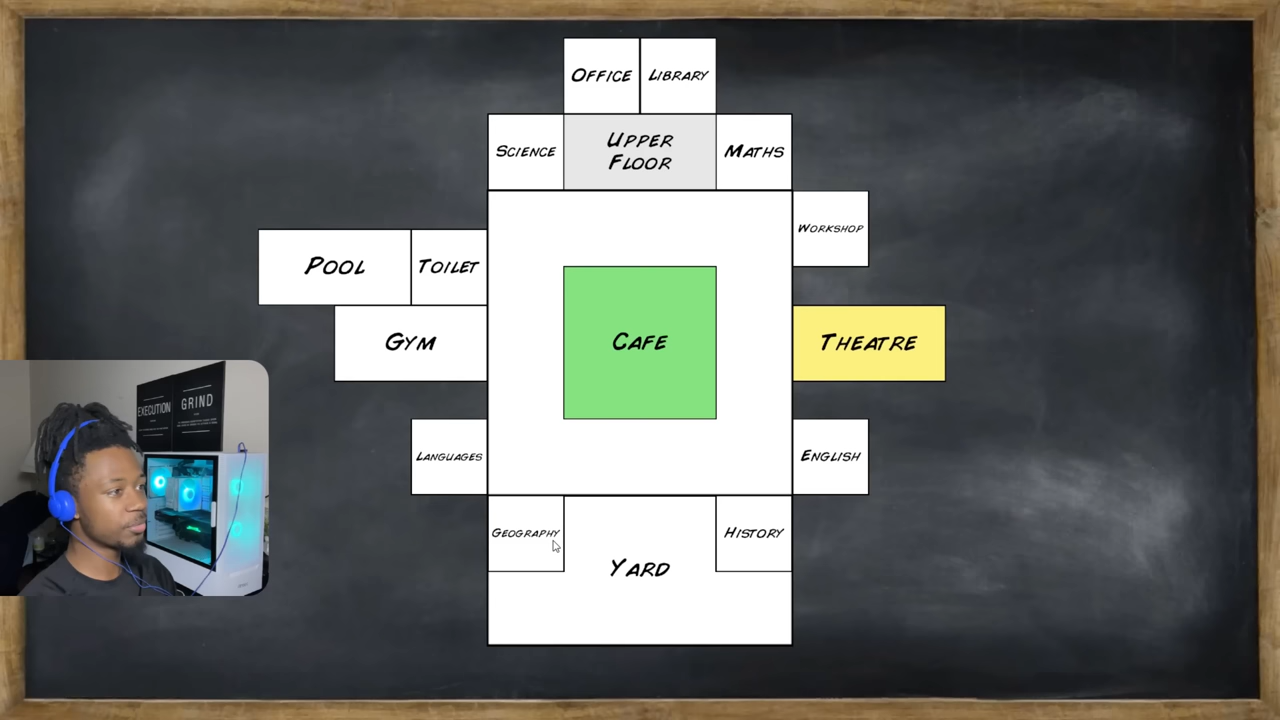 OFFICE
LIBRARY
SCIENCE
UPPER
FLOOR
MATHS
WORKSHOP
POOL
TOILET
GYM
CAFE
THEATRE
LANGUAGES
ENGLISH
GEOGRAPHY
HISTORY
YARD
EXECUTION
GRIND